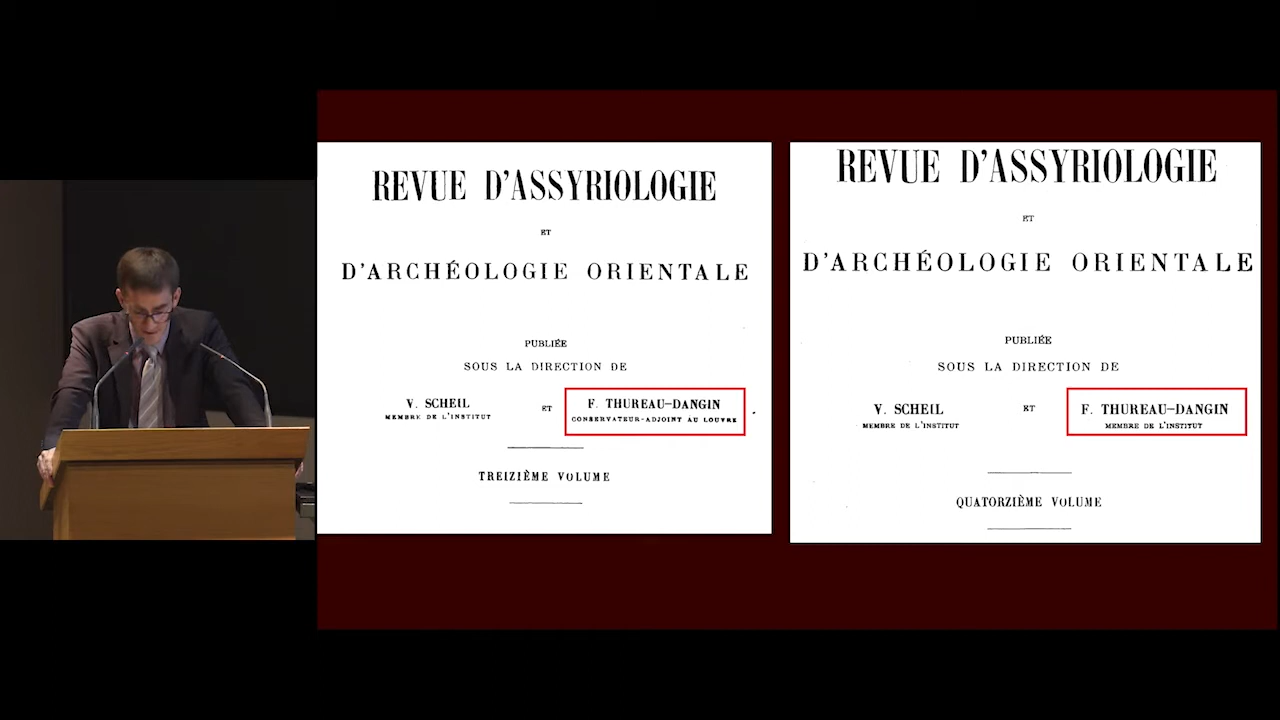 REVUE D'ASSYRIOLOGIE
ET
D'ARCHÉOLOGIE ORIENTALE
PUBLIÉE
SOUS LA DIRECTION DE
V. SCHEIL
MEMBRE DE L'INSTITUT
ET
F. THUREAU-DANGIN
CONSERVATEUR-ADJOINT AU LOUVRE
TREIZIÈME VOLUME
REVUE D'ASSYRIOLOGIE
ET
D'ARCHÉOLOGIE ORIENTALE
PUBLIÉE
SOUS LA DIRECTION DE
V. SCHEIL
MEMBRE DE L'INSTITUT
ET
F. THUREAU-DANGIN
MEMBRE DE L'INSTITUT
QUATORZIÈME VOLUME